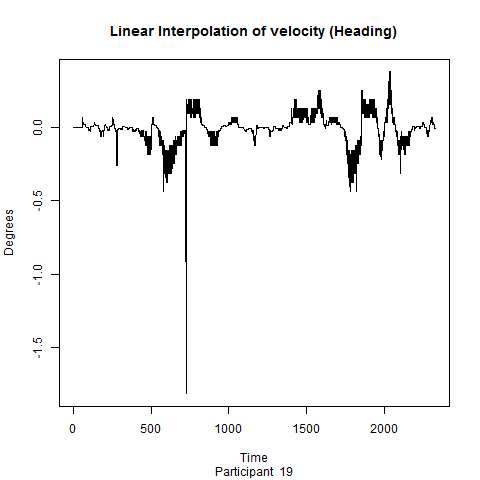 Linear Interpolation of velocity (Heading)
0.0
-0.5
-1.0
-1.5
Degrees
0 500 1000 1500 2000
Time
Participant 19